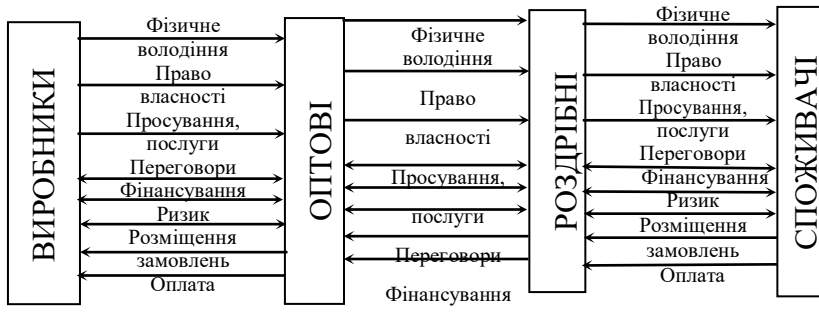 ВИРОБНИКИ
Фізичне
володіння
Право
власності
Просування,
послуги
Переговори
Фінансування
Ризик
Розміщення
замовлень
Оплата
ОПТОВІ
Фізичне
володіння
Право
власності
Просування,
послуги
Переговори
Фінансування
РОЗДРІБНІ
Фізичне
володіння
Право
власності
Просування,
послуги
Переговори
Фінансування
Ризик
Розміщення
замовлень
Оплата
СПОЖИВАЧІ